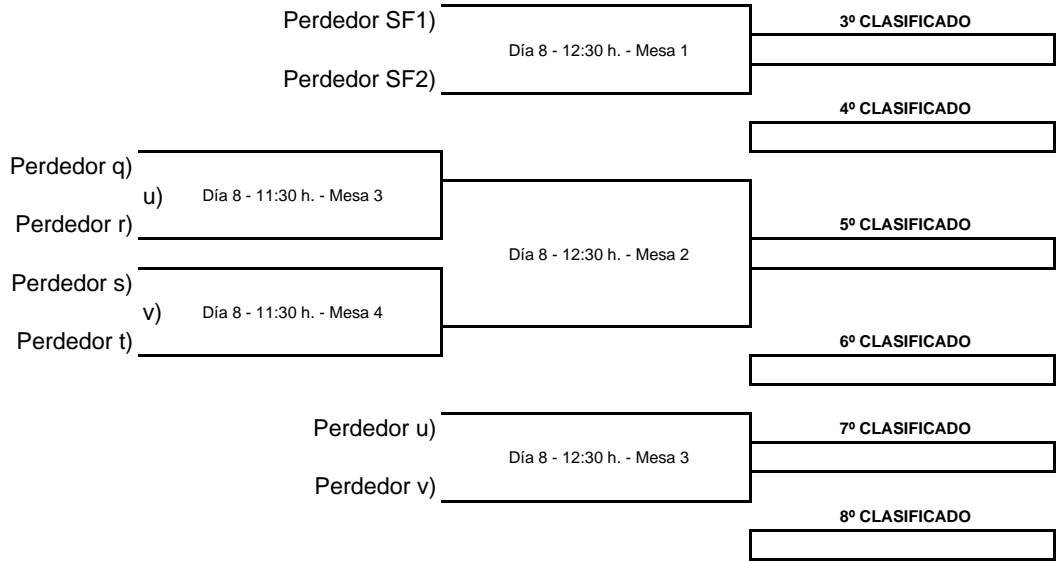 Perdedor SF1)
3º CLASIFICADO
Día 8 - 12:30 h. - Mesa 1
Perdedor SF2)
4º CLASIFICADO
Perdedor q)
u) Día 8 - 11:30 h. - Mesa 3
Perdedor r)
5º CLASIFICADO
Día 8 - 12:30 h. - Mesa 2
Perdedor s)
v) Día 8 - 11:30 h. - Mesa 4
Perdedor t)
6º CLASIFICADO
Perdedor u)
7º CLASIFICADO
Día 8 - 12:30 h. - Mesa 3
Perdedor v)
8º CLASIFICADO